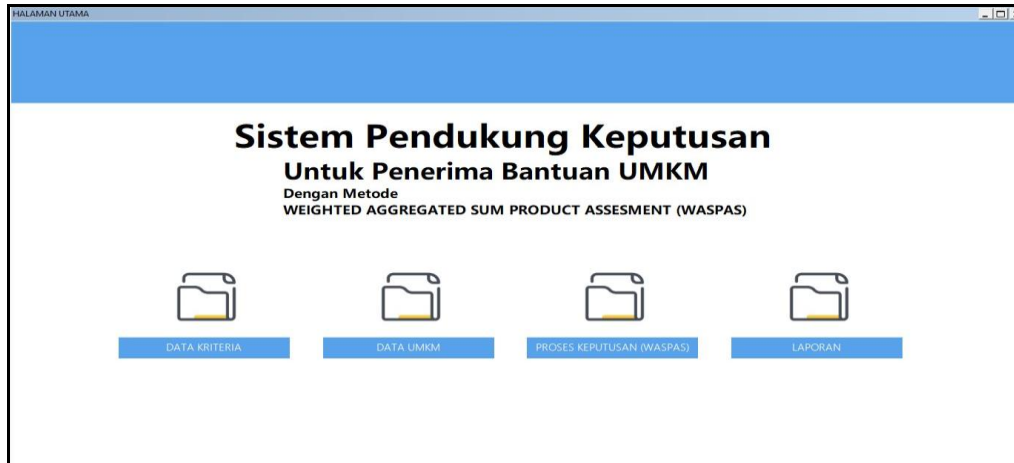 HALAMAN UTAMA
Sistem Pendukung Keputusan
Untuk Penerima Bantuan UMKM
Dengan Metode
WEIGHTED AGGREGATED SUM PRODUCT ASSESMENT (WASPAS)
DATA KRITERIA
DATA UMKM
PROSES KEPUTUSAN (WASPAS)
LAPORAN